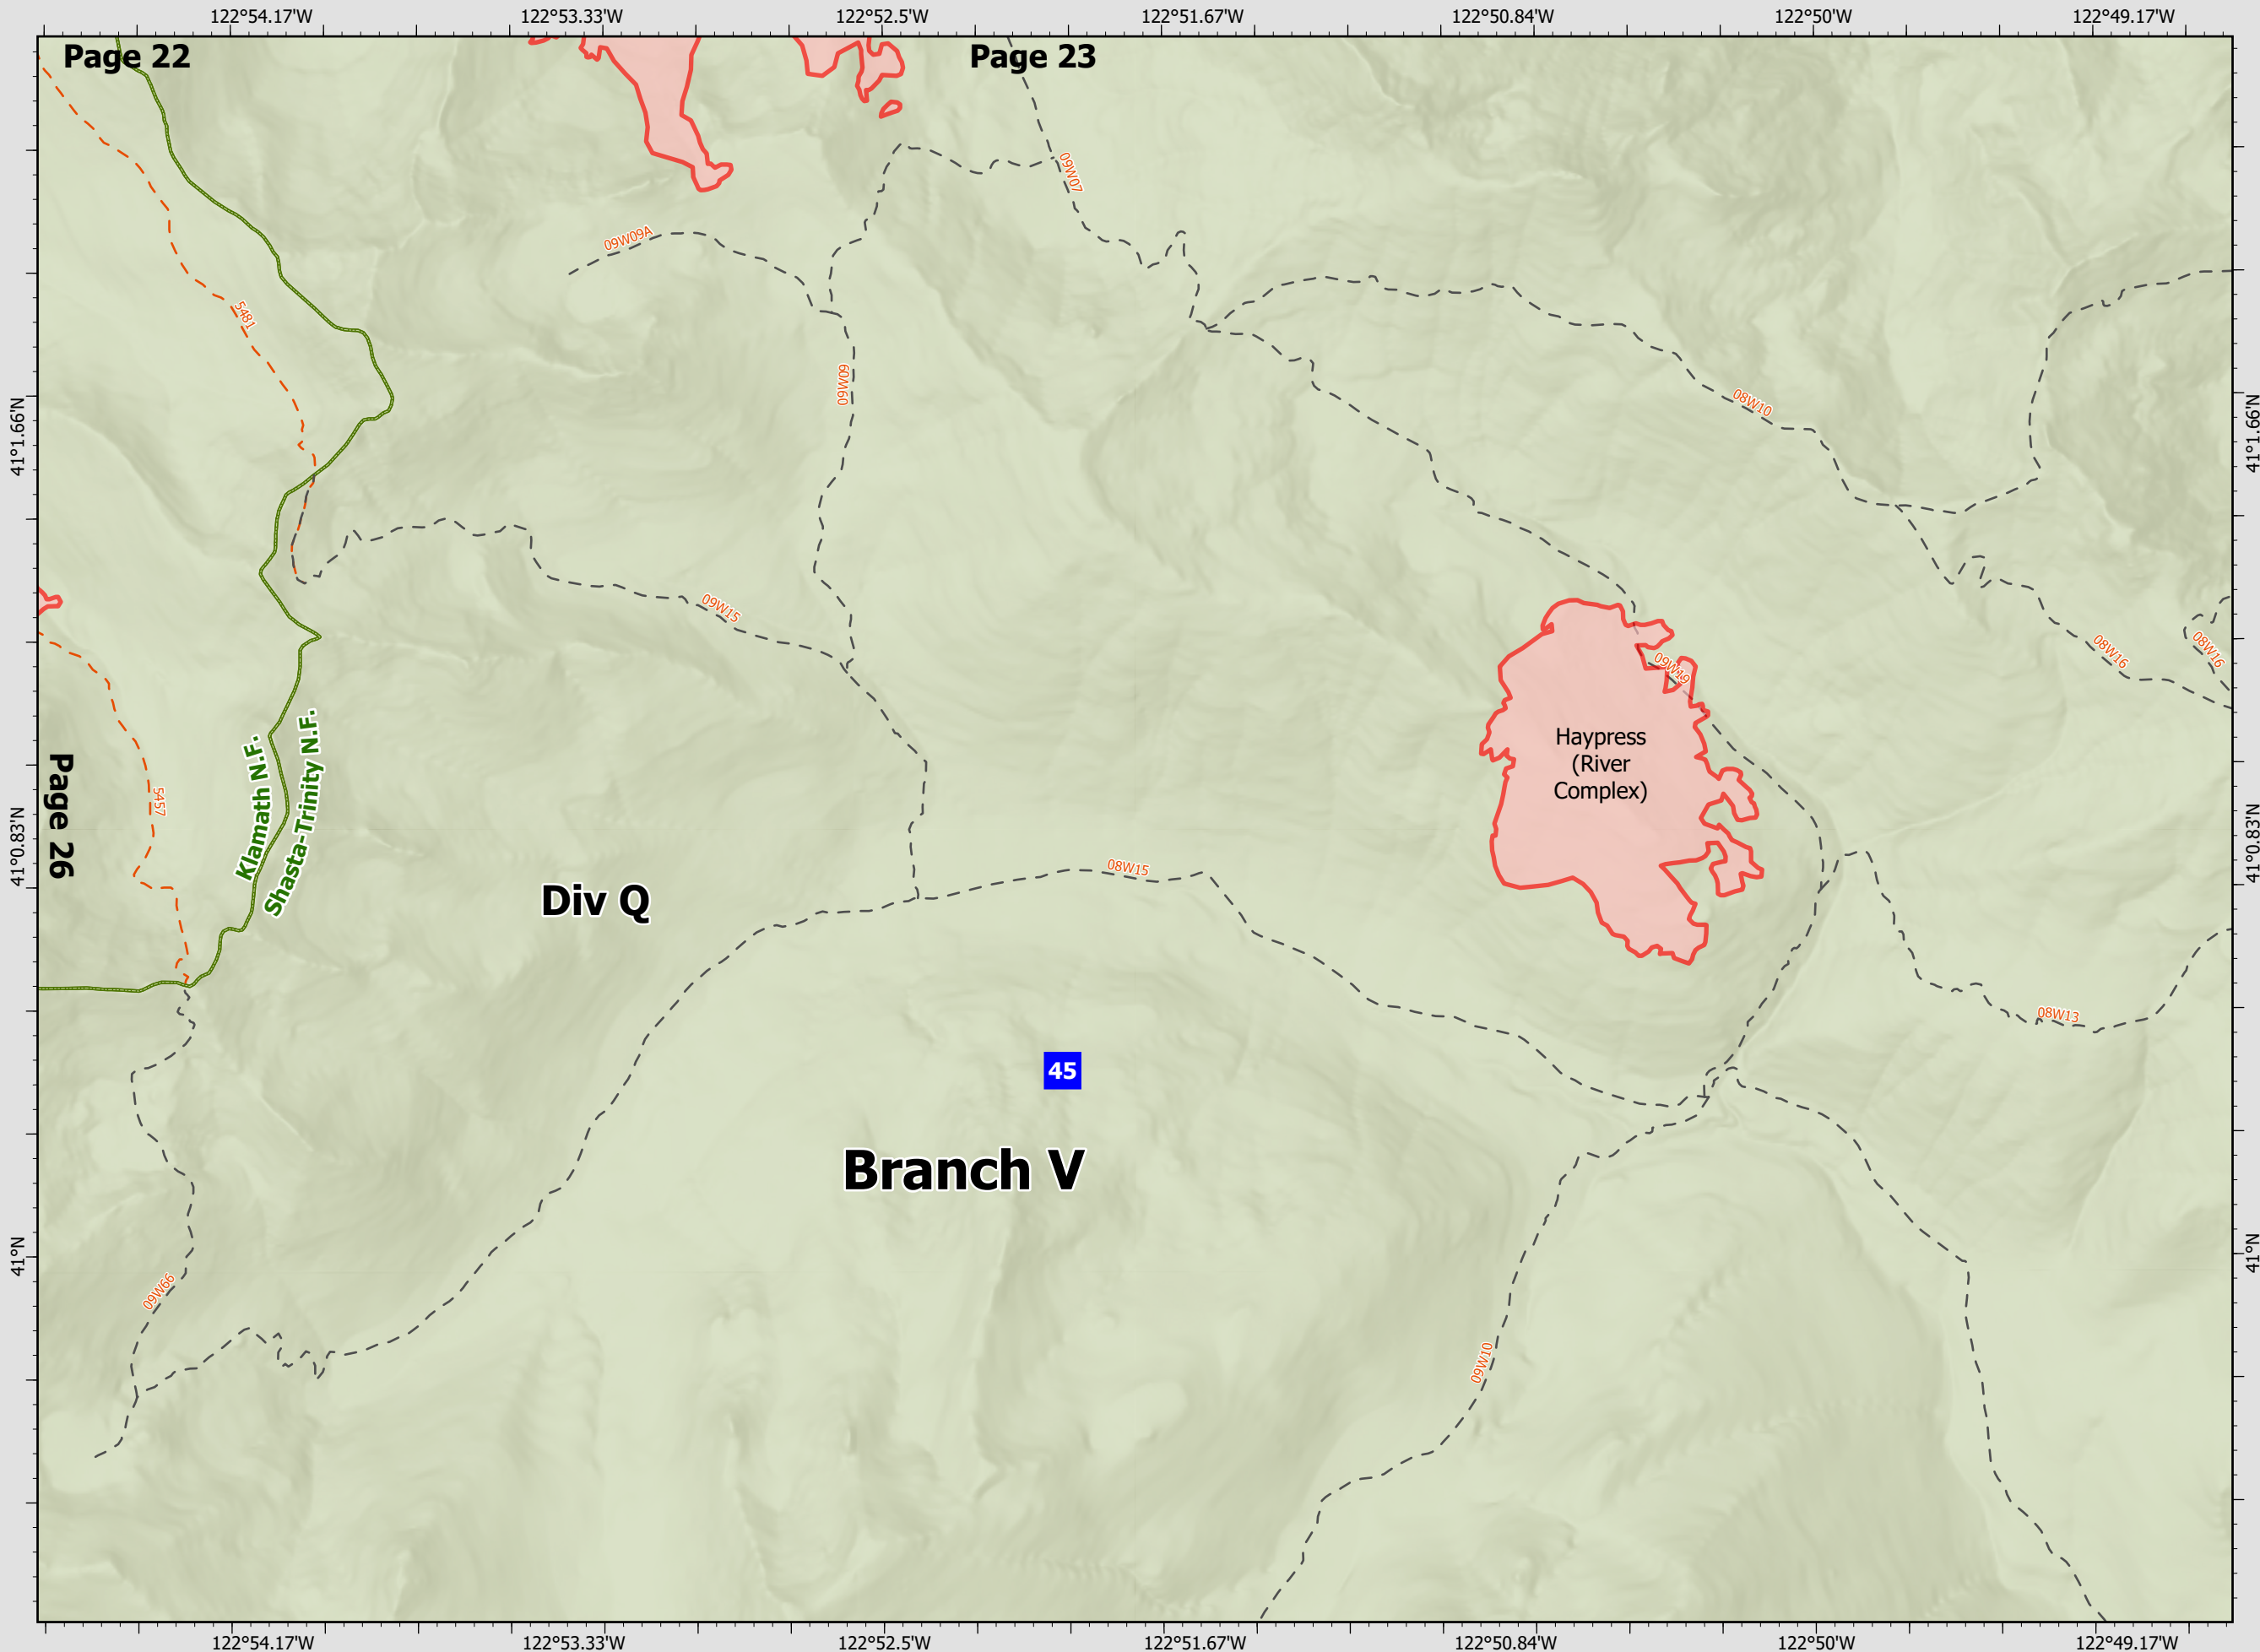 122°54.17'W
122°53.33'W
122°52.5'W
122°51.67'W
122°50.84'W
122°50'W
122°49.17'W
Page 22
Page 23
09W07
09W09A
5481
09W09
08W10
41°1.66'N
41°1.66'N
09W15
08W16
08W16
09W19
Haypress
(River
Complex)
Page 26
5457
Klamath N.F.
Shasta-Trinity N.F.
41°0.83'N
41°0.83'N
08W15
Div Q
08W13
45
Branch V
41°N
41°N
09W66
09W10
122°54.17'W
122°53.33'W
122°52.5'W
122°51.67'W
122°50.84'W
122°50'W
122°49.17'W